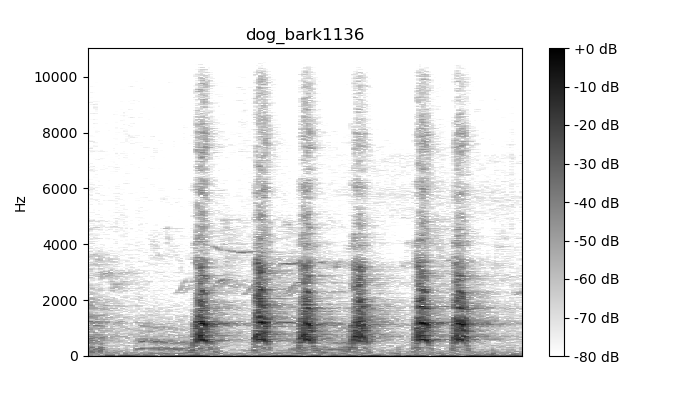 dog_bark1136
Hz
10000
8000
6000
4000
2000
0
+0 dB
-10 dB
-20 dB
-30 dB
-40 dB
-50 dB
-60 dB
-70 dB
-80 dB